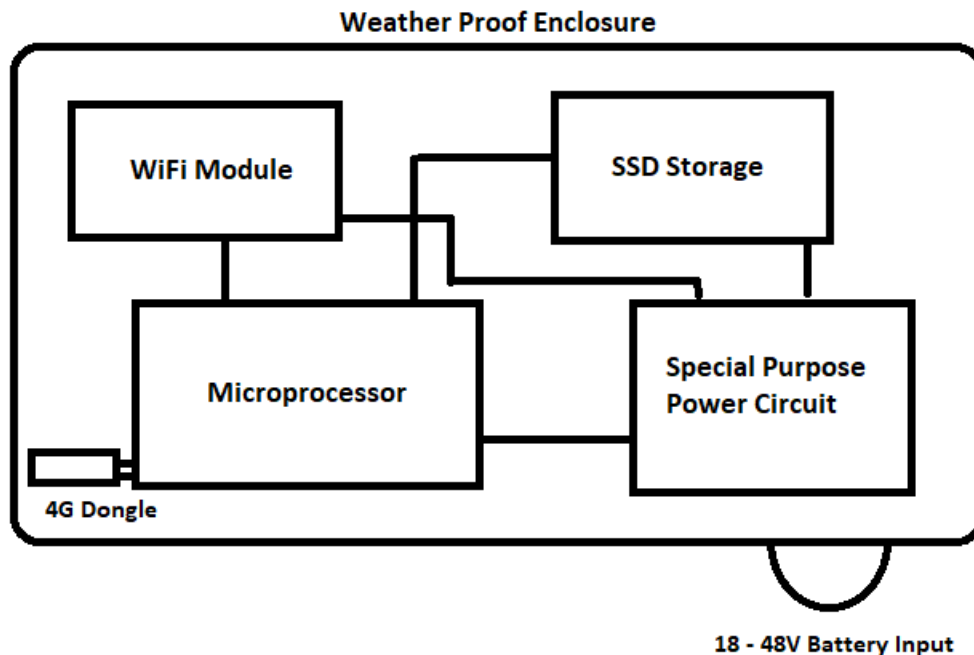 Weather Proof Enclosure
WiFi Module
SSD Storage
Microprocessor
Special Purpose
Power Circuit
4G Dongle
18 - 48V Battery Input